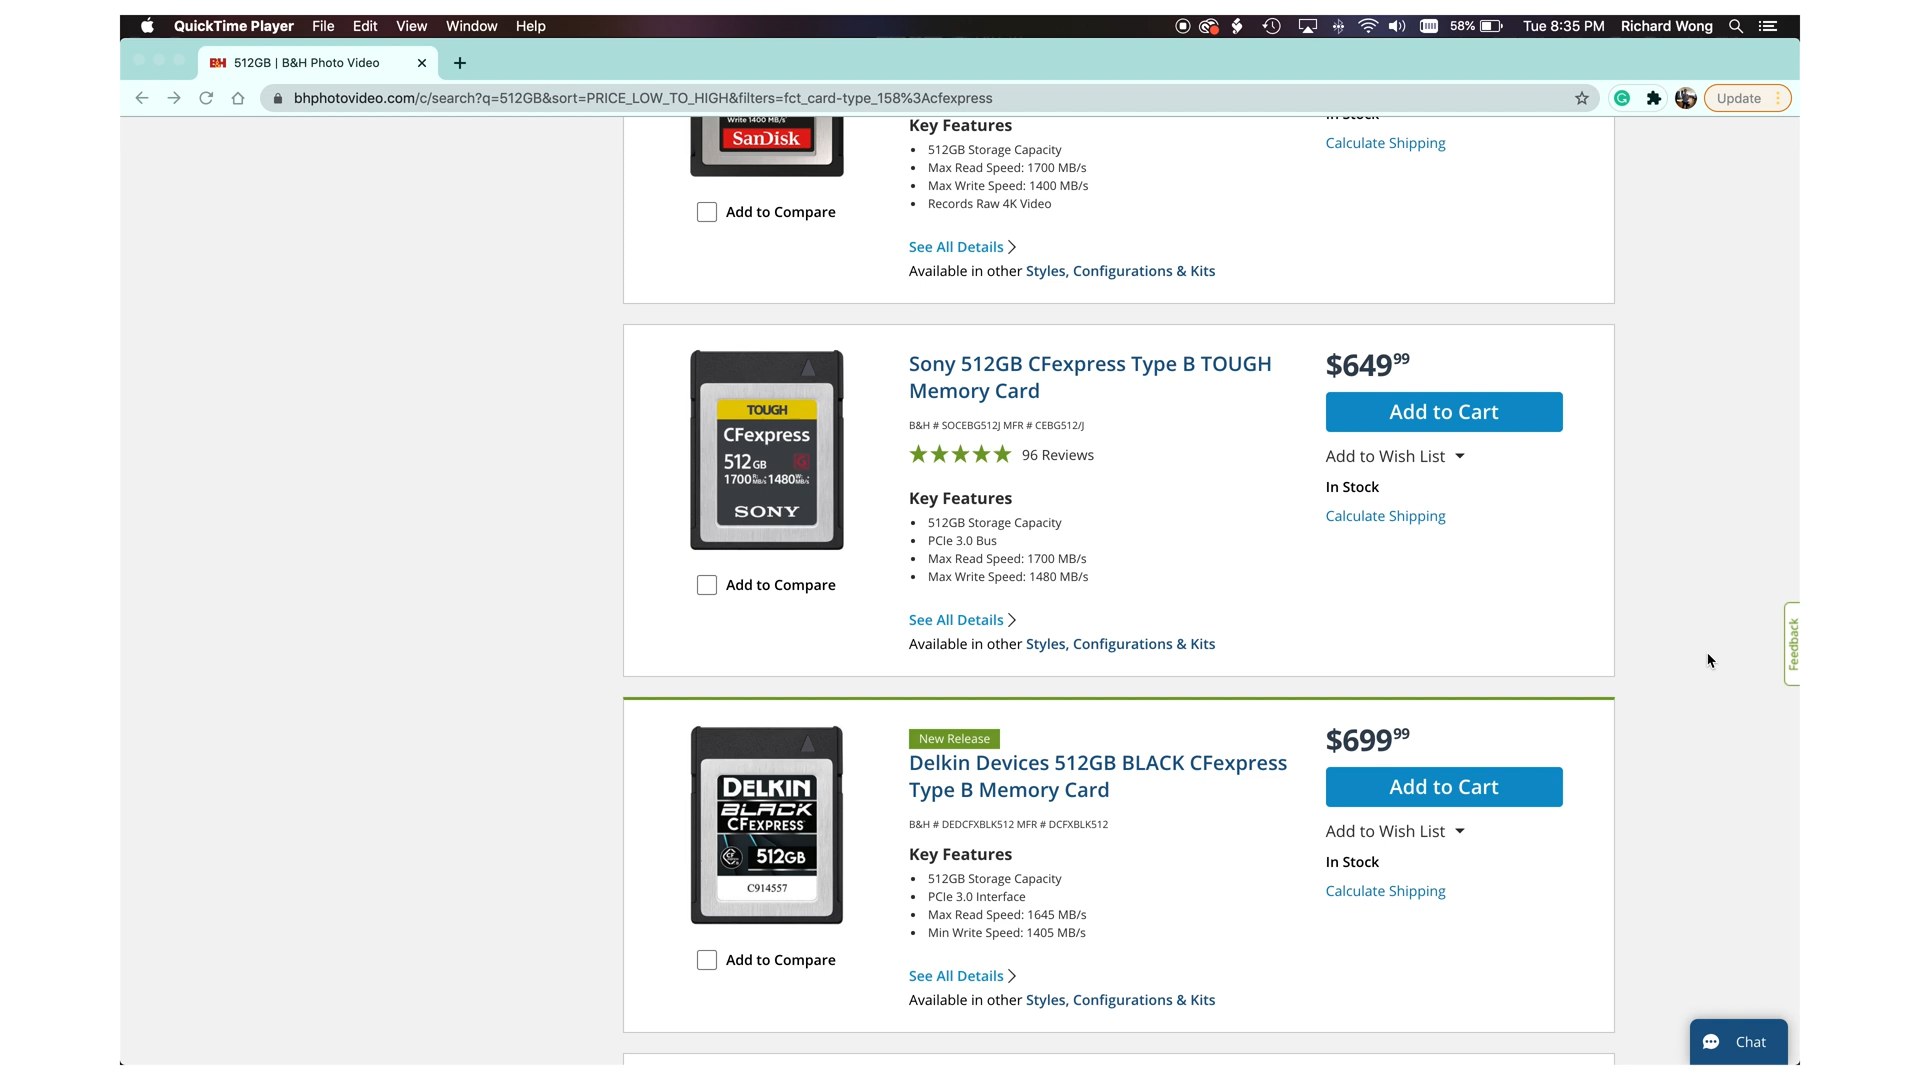 QuickTime Player File Edit View Window Help 58% Tue 8:35 PM Richard Wong
BH 512GB | B&H Photo Video
bhphotovideo.com/c/search?q=512GB&sort=PRICE_LOW_TO_HIGH&filters=fct_card-type_158%3Acfexpress Update
Write 1400 MB/s
SanDisk
Add to Compare
Key Features
512GB Storage Capacity
Max Read Speed: 1700 MB/s
Max Write Speed: 1400 MB/s
Records Raw 4K Video
See All Details
Available in other Styles, Configurations & Kits
In Stock
Calculate Shipping
TOUGH
CFexpress
512 GB
1700 MB/s 1480 MB/s
SONY
Add to Compare
Sony 512GB CFexpress Type B TOUGH
Memory Card
B&H # SOCEBG512J MFR # CEBG512/J
96 Reviews
Key Features
512GB Storage Capacity
PCIe 3.0 Bus
Max Read Speed: 1700 MB/s
Max Write Speed: 1480 MB/s
See All Details
Available in other Styles, Configurations & Kits
$649 99
Add to Cart
Add to Wish List
In Stock
Calculate Shipping
Feedback
DELKIN
BLACK
CFEXPRESS
512GB
C914557
Add to Compare
New Release
Delkin Devices 512GB BLACK CFexpress
Type B Memory Card
B&H # DEDCFXBLK512 MFR # DCFXBLK512
Key Features
512GB Storage Capacity
PCIe 3.0 Interface
Max Read Speed: 1645 MB/s
Min Write Speed: 1405 MB/s
See All Details
Available in other Styles, Configurations & Kits
$699 99
Add to Cart
Add to Wish List
In Stock
Calculate Shipping
Chat